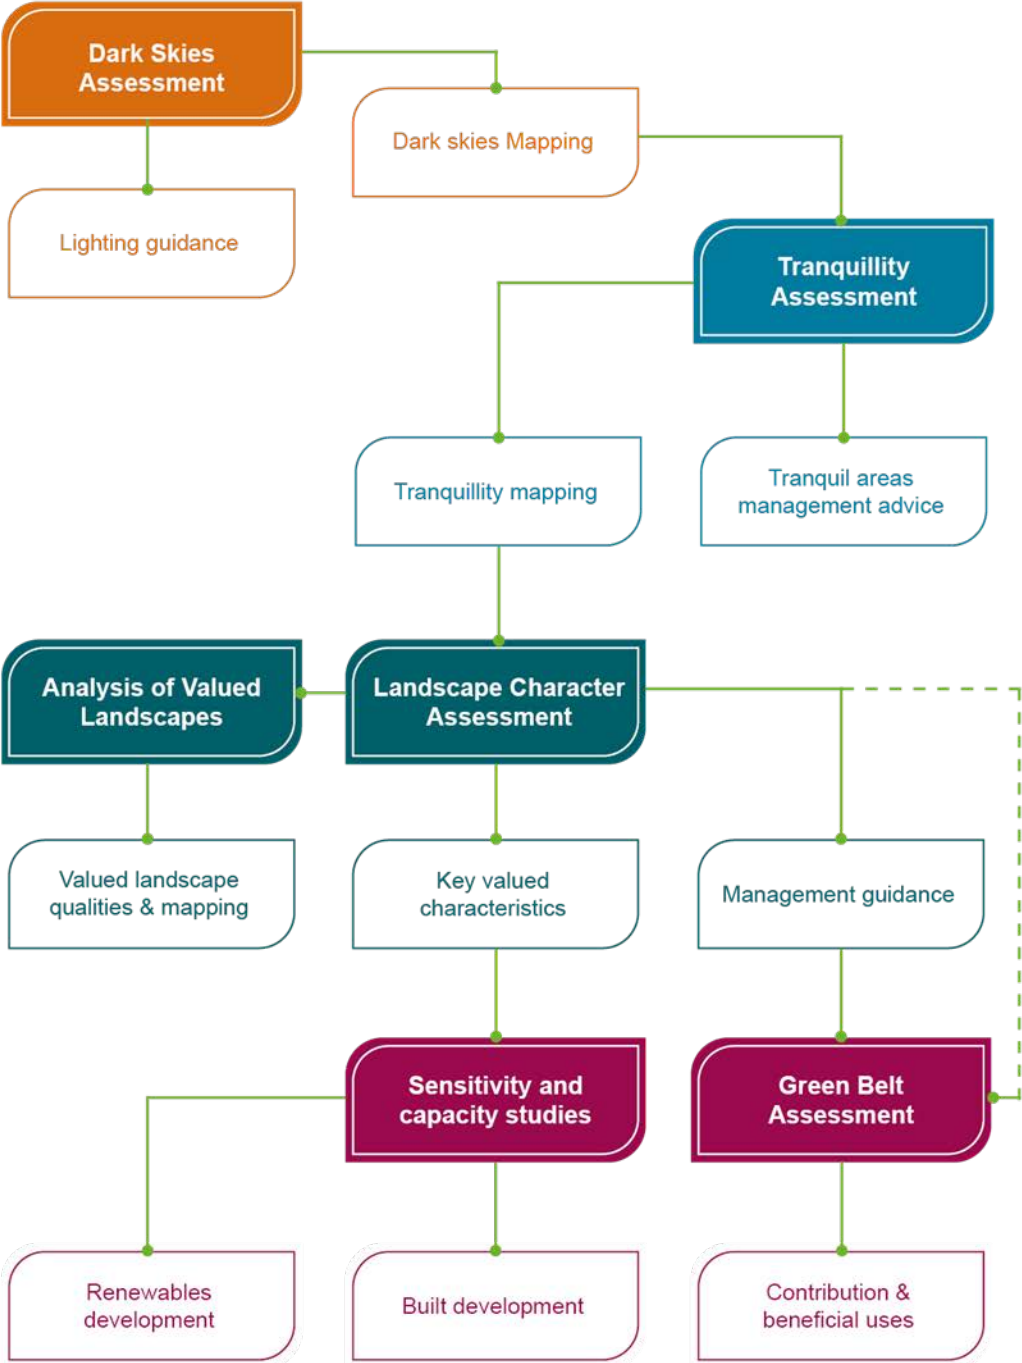 Dark Skies
Assessment
Dark skies Mapping
Lighting guidance
Tranquillity
Assessment
Tranquillity mapping
Tranquil areas
management advice
Analysis of Valued
Landscapes
Landscape Character
Assessment
Valued landscape
qualities & mapping
Key valued
characteristics
Management guidance
Sensitivity and
capacity studies
Green Belt
Assessment
Renewables
development
Built development
Contribution &
beneficial uses